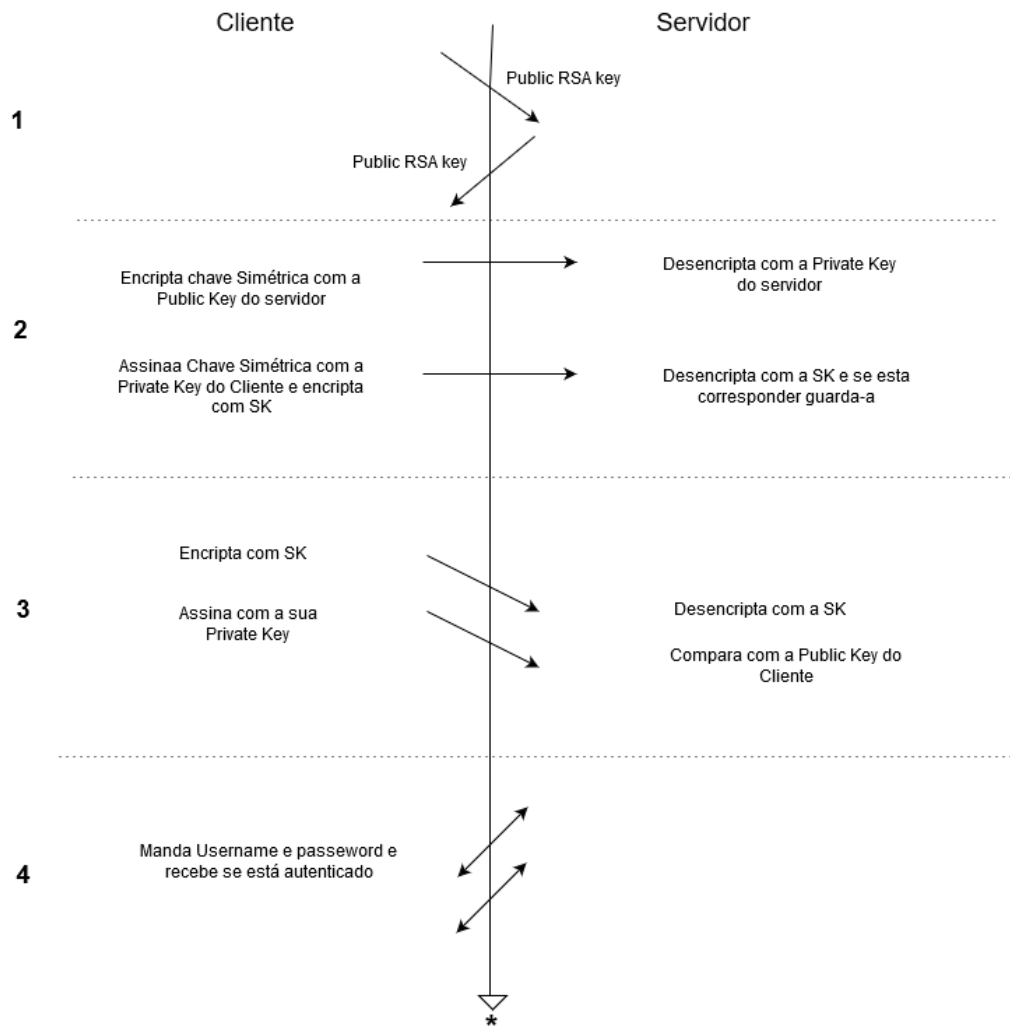 Cliente
Servidor
Public RSA key
1
Public RSA key
Encripta chave Simétrica com a
Public Key do servidor
Desencripta com a Private Key
do servidor
2
Assinaa Chave Simétrica com a
Private Key do Cliente e encripta
com SK
Desencripta com a SK e se esta
corresponder guarda-a
Encripta com SK
3
Assina com a sua
Private Key
Desencripta com a SK
Compara com a Public Key do
Cliente
4
Manda Username e passeword e
recebe se está autenticado
*